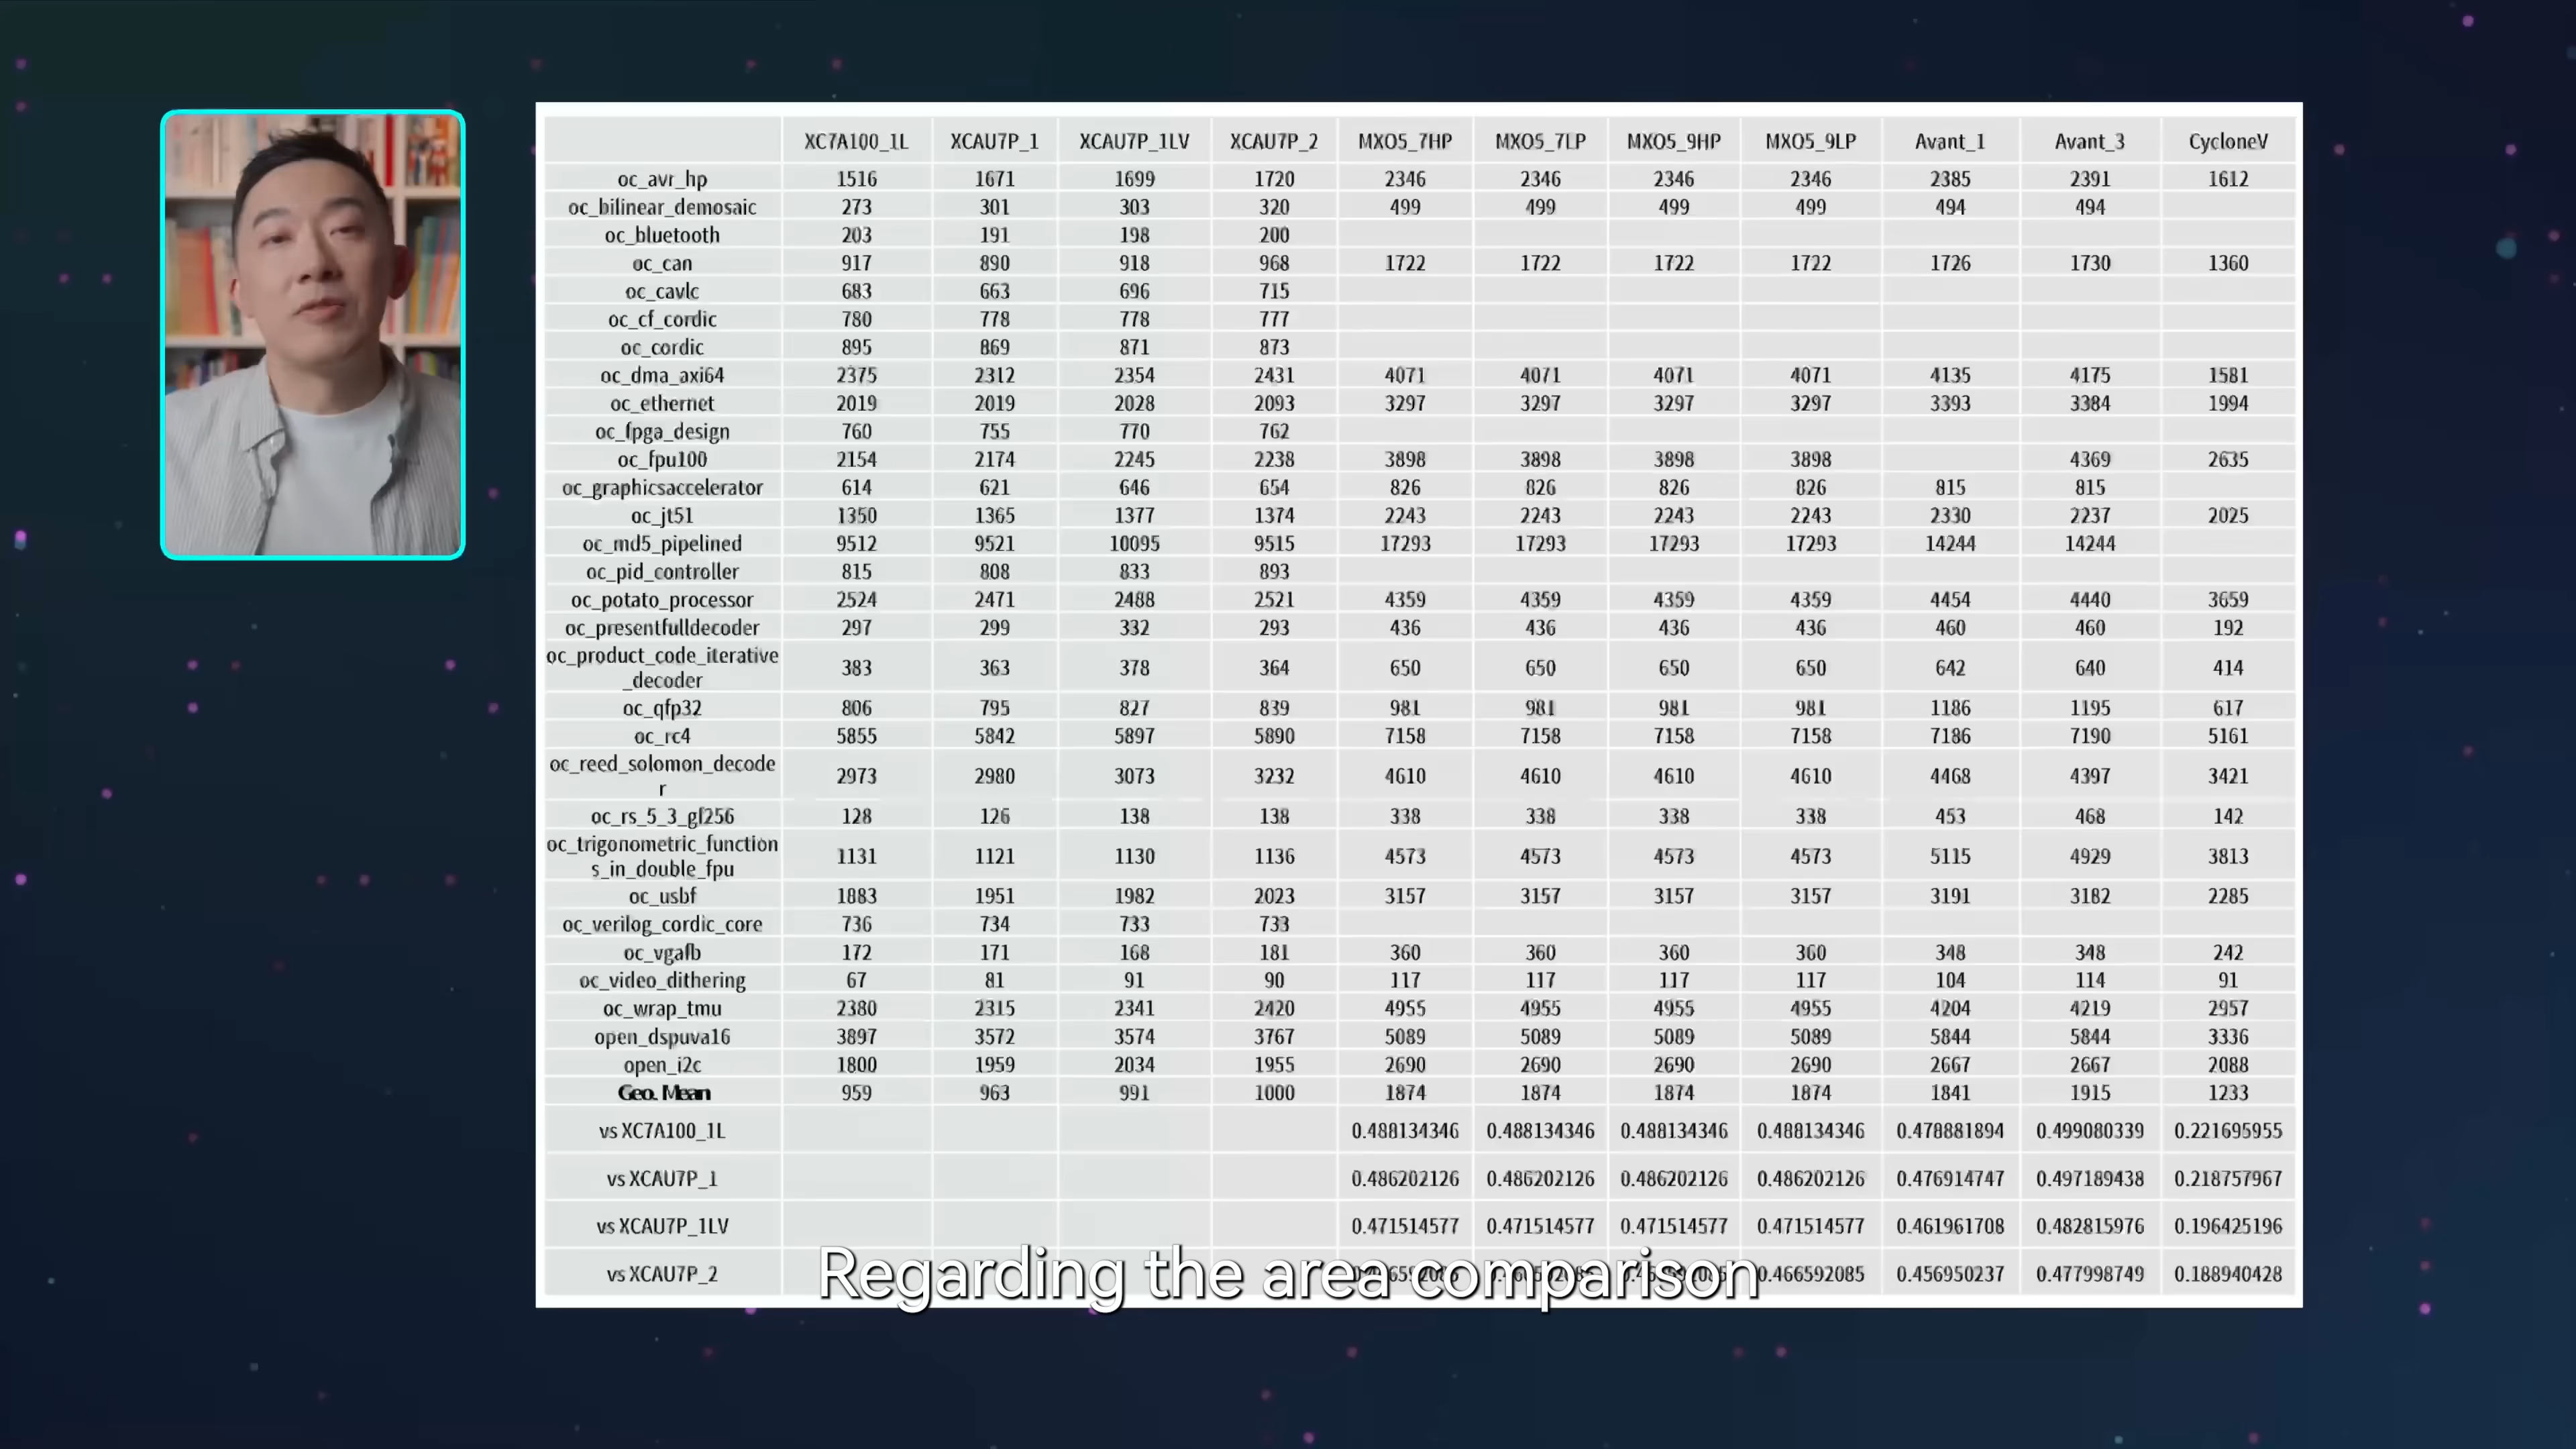 XC7A100_1L XCAU7P_1 XCAU7P_1LV XCAU7P_2 MXO5_7HP MXO5_7LP MXO5_9HP MXO5_9LP Avant_1 Avant_3 CycloneV
oc_avr_hp 1516 1671 1699 1720 2346 2346 2346 2346 2385 2391 1612
oc_bilinear_demosaic 273 301 303 320 499 499 499 499 494 494
oc_bluetooth 203 191 198 200
oc_can 917 890 918 968 1722 1722 1722 1722 1726 1730 1360
oc_cavlc 683 663 696 715
oc_cf_cordic 780 778 778 777
oc_cordic 895 869 871 873
oc_dma_axi64 2375 2312 2354 2431 4071 4071 4071 4071 4135 4175 1581
oc_ethernet 2019 2019 2028 2093 3297 3297 3297 3297 3393 3384 1994
oc_fpga_design 760 755 770 762
oc_fpu100 2154 2174 2245 2238 3898 3898 3898 3898 4369 2635
oc_graphicsaccelerator 614 621 646 654 826 826 826 826 815 815
oc_jt51 1350 1365 1377 1374 2243 2243 2243 2243 2330 2237 2025
oc_md5_pipelined 9512 9521 10095 9515 17293 17293 17293 17293 14244 14244
oc_pid_controller 815 808 833 893
oc_potato_processor 2524 2471 2488 2521 4359 4359 4359 4359 4454 4440 3659
oc_presentfulldecoder 297 299 332 293 436 436 436 436 460 460 192
oc_product_code_iterative
_decoder 383 363 378 364 650 650 650 650 642 640 414
oc_qfp32 806 795 827 839 981 981 981 981 1186 1195 617
oc_rc4 5855 5842 5897 5890 7158 7158 7158 7158 7186 7190 5161
oc_reed_solomon_decode
r 2973 2980 3073 3232 4610 4610 4610 4610 4468 4397 3421
oc_rs_5_3_gf256 128 126 138 138 338 338 338 338 453 468 142
oc_trigonometric_function
s_in_double_fpu 1131 1121 1130 1136 4573 4573 4573 4573 5115 4929 3813
oc_usbf 1883 1951 1982 2023 3157 3157 3157 3157 3191 3182 2285
oc_verilog_cordic_core 736 734 733 733
oc_vgafb 172 171 168 181 360 360 360 360 348 348 242
oc_video_dithering 67 81 91 90 117 117 117 117 104 114 91
oc_wrap_tmu 2380 2315 2341 2420 4955 4955 4955 4955 4204 4219 2957
open_dspuva16 3897 3572 3574 3767 5089 5089 5089 5089 5844 5844 3336
open_i2c 1800 1959 2034 1955 2690 2690 2690 2690 2667 2667 2088
Geo. Mean 959 963 991 1000 1874 1874 1874 1874 1841 1915 1233
vs XC7A100_1L 0.488134346 0.488134346 0.488134346 0.488134346 0.478881894 0.499080339 0.221695955
vs XCAU7P_1 0.486202126 0.486202126 0.486202126 0.486202126 0.476914747 0.497189438 0.218757967
vs XCAU7P_1LV 0.471514577 0.471514577 0.471514577 0.471514577 0.461961708 0.482815976 0.196425196
vs XCAU7P_2 0.466592085 0.456950237 0.477998749 0.188940428
Regarding the area comparison